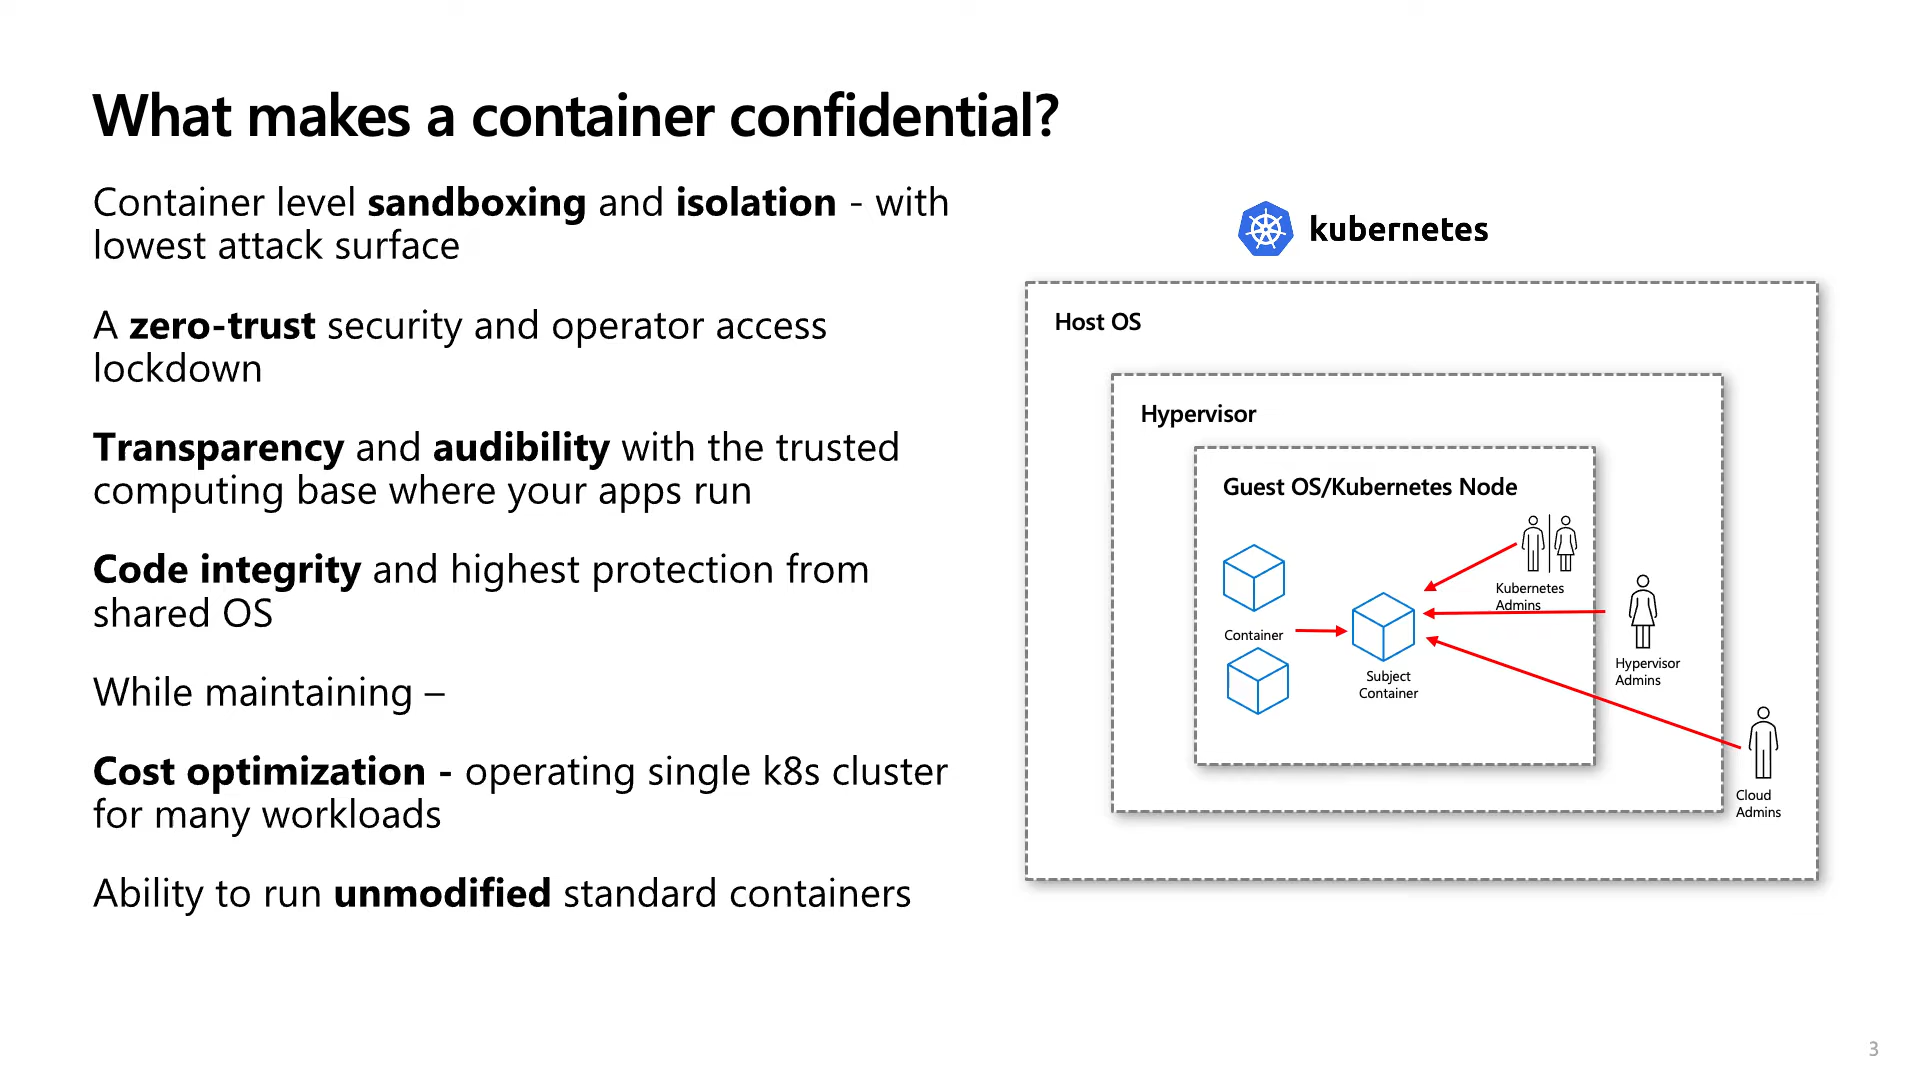 What makes a container confidential?
Container level sandboxing and isolation - with
lowest attack surface
A zero-trust security and operator access
lockdown
Transparency and audibility with the trusted
computing base where your apps run
Code integrity and highest protection from
shared OS
While maintaining –
Cost optimization - operating single k8s cluster
for many workloads
Ability to run unmodified standard containers
kubernetes
Host OS
Hypervisor
Guest OS/Kubernetes Node
Kubernetes
Admins
Container
Subject
Container
Hypervisor
Admins
Cloud
Admins
3